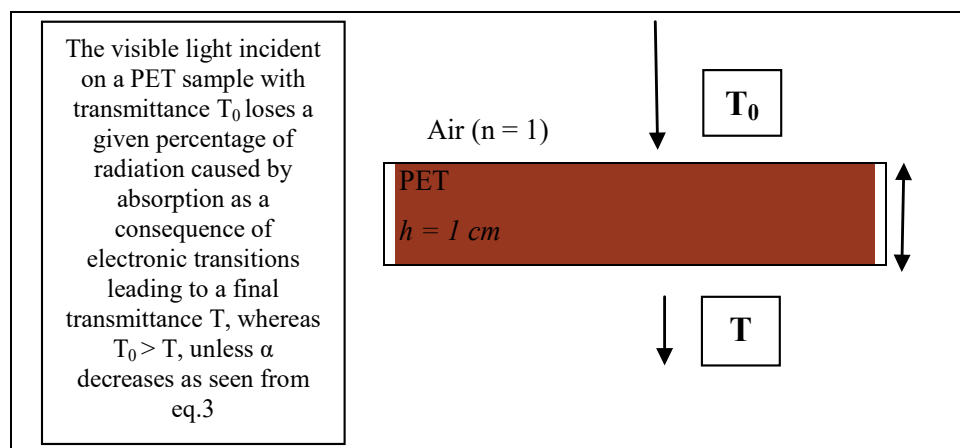 The visible light incident
on a PET sample with
transmittance T₀ loses a
given percentage of
radiation caused by
absorption as a
consequence of
electronic transitions
leading to a final
transmittance T, whereas
T₀ > T, unless α
decreases as seen from
eq.3
T₀
Air (n = 1)
PET
h = 1 cm
T